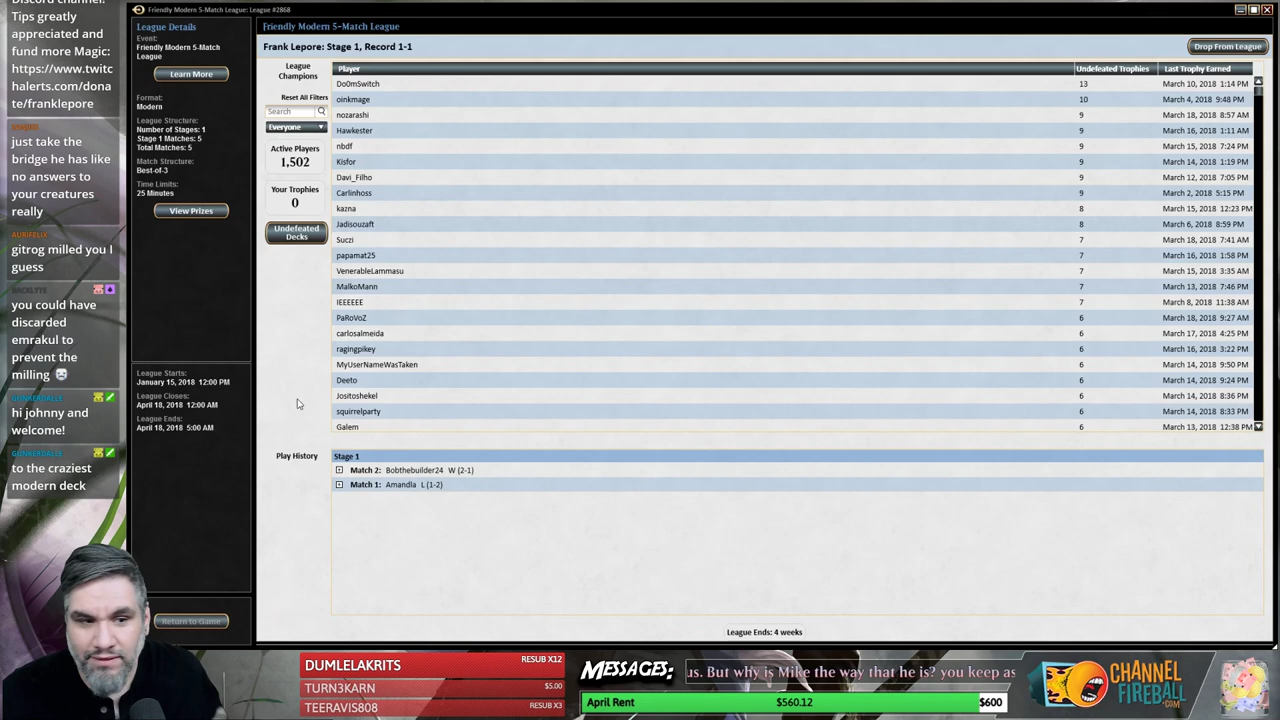 Discord channel!
Tips greatly
appreciated and
fund more Magic:
https://www.twitc
halerts.com/dona
te/franklepore
just take the
bridge he has like
no answers to
your creatures
really
AURIFELIX
gitrog milled you I
guess
you could have
discarded
emrakul to
prevent the
milling
GUNKERDALLE
hi johnny and
welcome!
GUNKERDALLE
to the craziest
modern deck
Friendly Modern 5-Match League: League #2868
League Details
Event:
Friendly Modern 5-Match
League
Learn More
Format:
Modern
League Structure:
Number of Stages: 1
Stage 1 Matches: 5
Total Matches: 5
Match Structure:
Best-of-3
Time Limits:
25 Minutes
View Prizes
League Starts:
January 15, 2018 12:00 PM
League Closes:
April 18, 2018 12:00 AM
League Ends:
April 18, 2018 5:00 AM
Return to Game
Friendly Modern 5-Match League
Frank Lepore: Stage 1, Record 1-1
Drop From League
League
Champions
Reset All Filters
Search
Everyone
Active Players
1,502
Your Trophies
0
Undefeated
Decks
Player Undefeated Trophies Last Trophy Earned
Do0mSwitch 13 March 10, 2018 1:14 PM
oinkmage 10 March 4, 2018 9:48 PM
nozarashi 9 March 18, 2018 8:57 AM
Hawkester 9 March 16, 2018 1:11 AM
nbdf 9 March 15, 2018 7:24 PM
Kisfor 9 March 14, 2018 1:19 PM
Davi_Filho 9 March 12, 2018 7:05 PM
Carlinhoss 9 March 2, 2018 5:15 PM
kazna 8 March 15, 2018 12:23 PM
Jadisouzaft 8 March 6, 2018 8:59 PM
Suczi 7 March 18, 2018 7:41 AM
papamat25 7 March 16, 2018 1:58 PM
VenerableLammasu 7 March 15, 2018 3:35 AM
MalkoMann 7 March 13, 2018 7:46 PM
IEEEEEE 7 March 8, 2018 11:38 AM
PaRoVoZ 6 March 18, 2018 9:27 AM
carlosalmeida 6 March 17, 2018 4:25 PM
ragingpikey 6 March 16, 2018 3:22 PM
MyUserNameWasTaken 6 March 14, 2018 9:50 PM
Deeto 6 March 14, 2018 9:24 PM
Jositoshekel 6 March 14, 2018 8:36 PM
squirrelparty 6 March 14, 2018 8:33 PM
Galem 6 March 13, 2018 12:38 PM
Play History
Stage 1
Match 2: Bobthebuilder24 W (2-1)
Match 1: Amandla L (1-2)
League Ends: 4 weeks
DUMLELAKRITS RESUB X12
TURN3KARN $5.00
TEERAVIS808 RESUB X3
MESSAGES:
us. But why is Mike the way that he is? you keep as
April Rent $560.12 $600
CHANNEL
FIREBALL
.COM